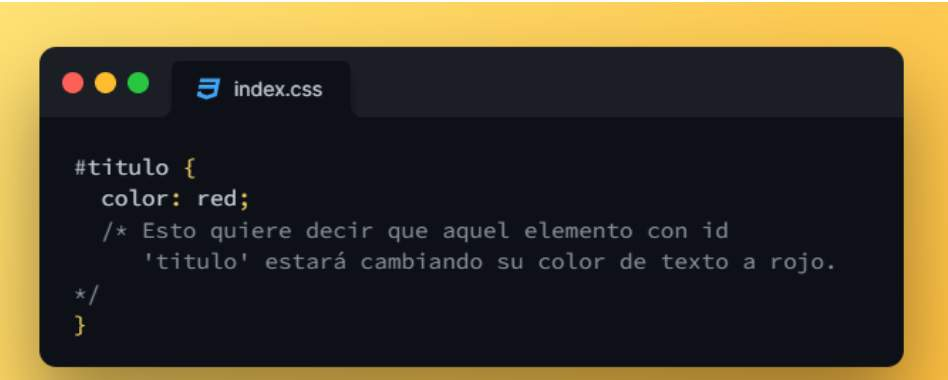 index.css
#titulo {
  color: red;
  /* Esto quiere decir que aquel elemento con id
     'titulo' estará cambiando su color de texto a rojo.
*/
}